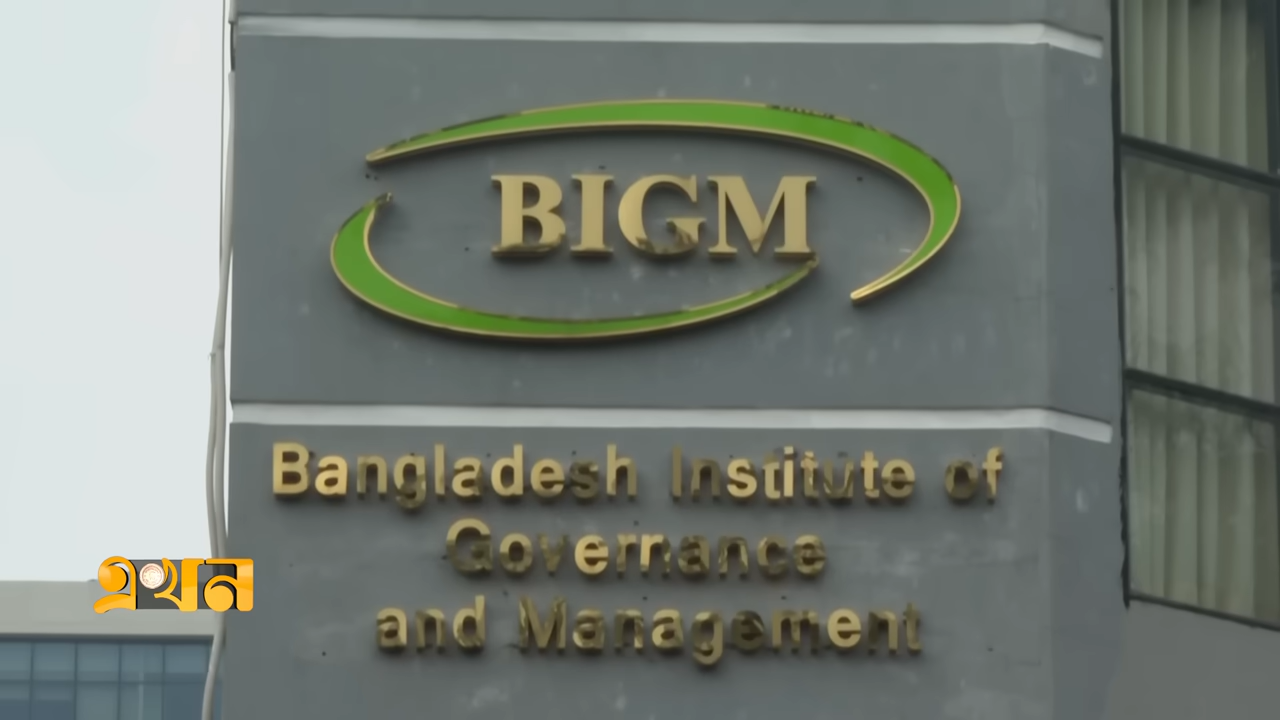 BIGM
Bangladesh Institute of
Governance
and Management
এখন